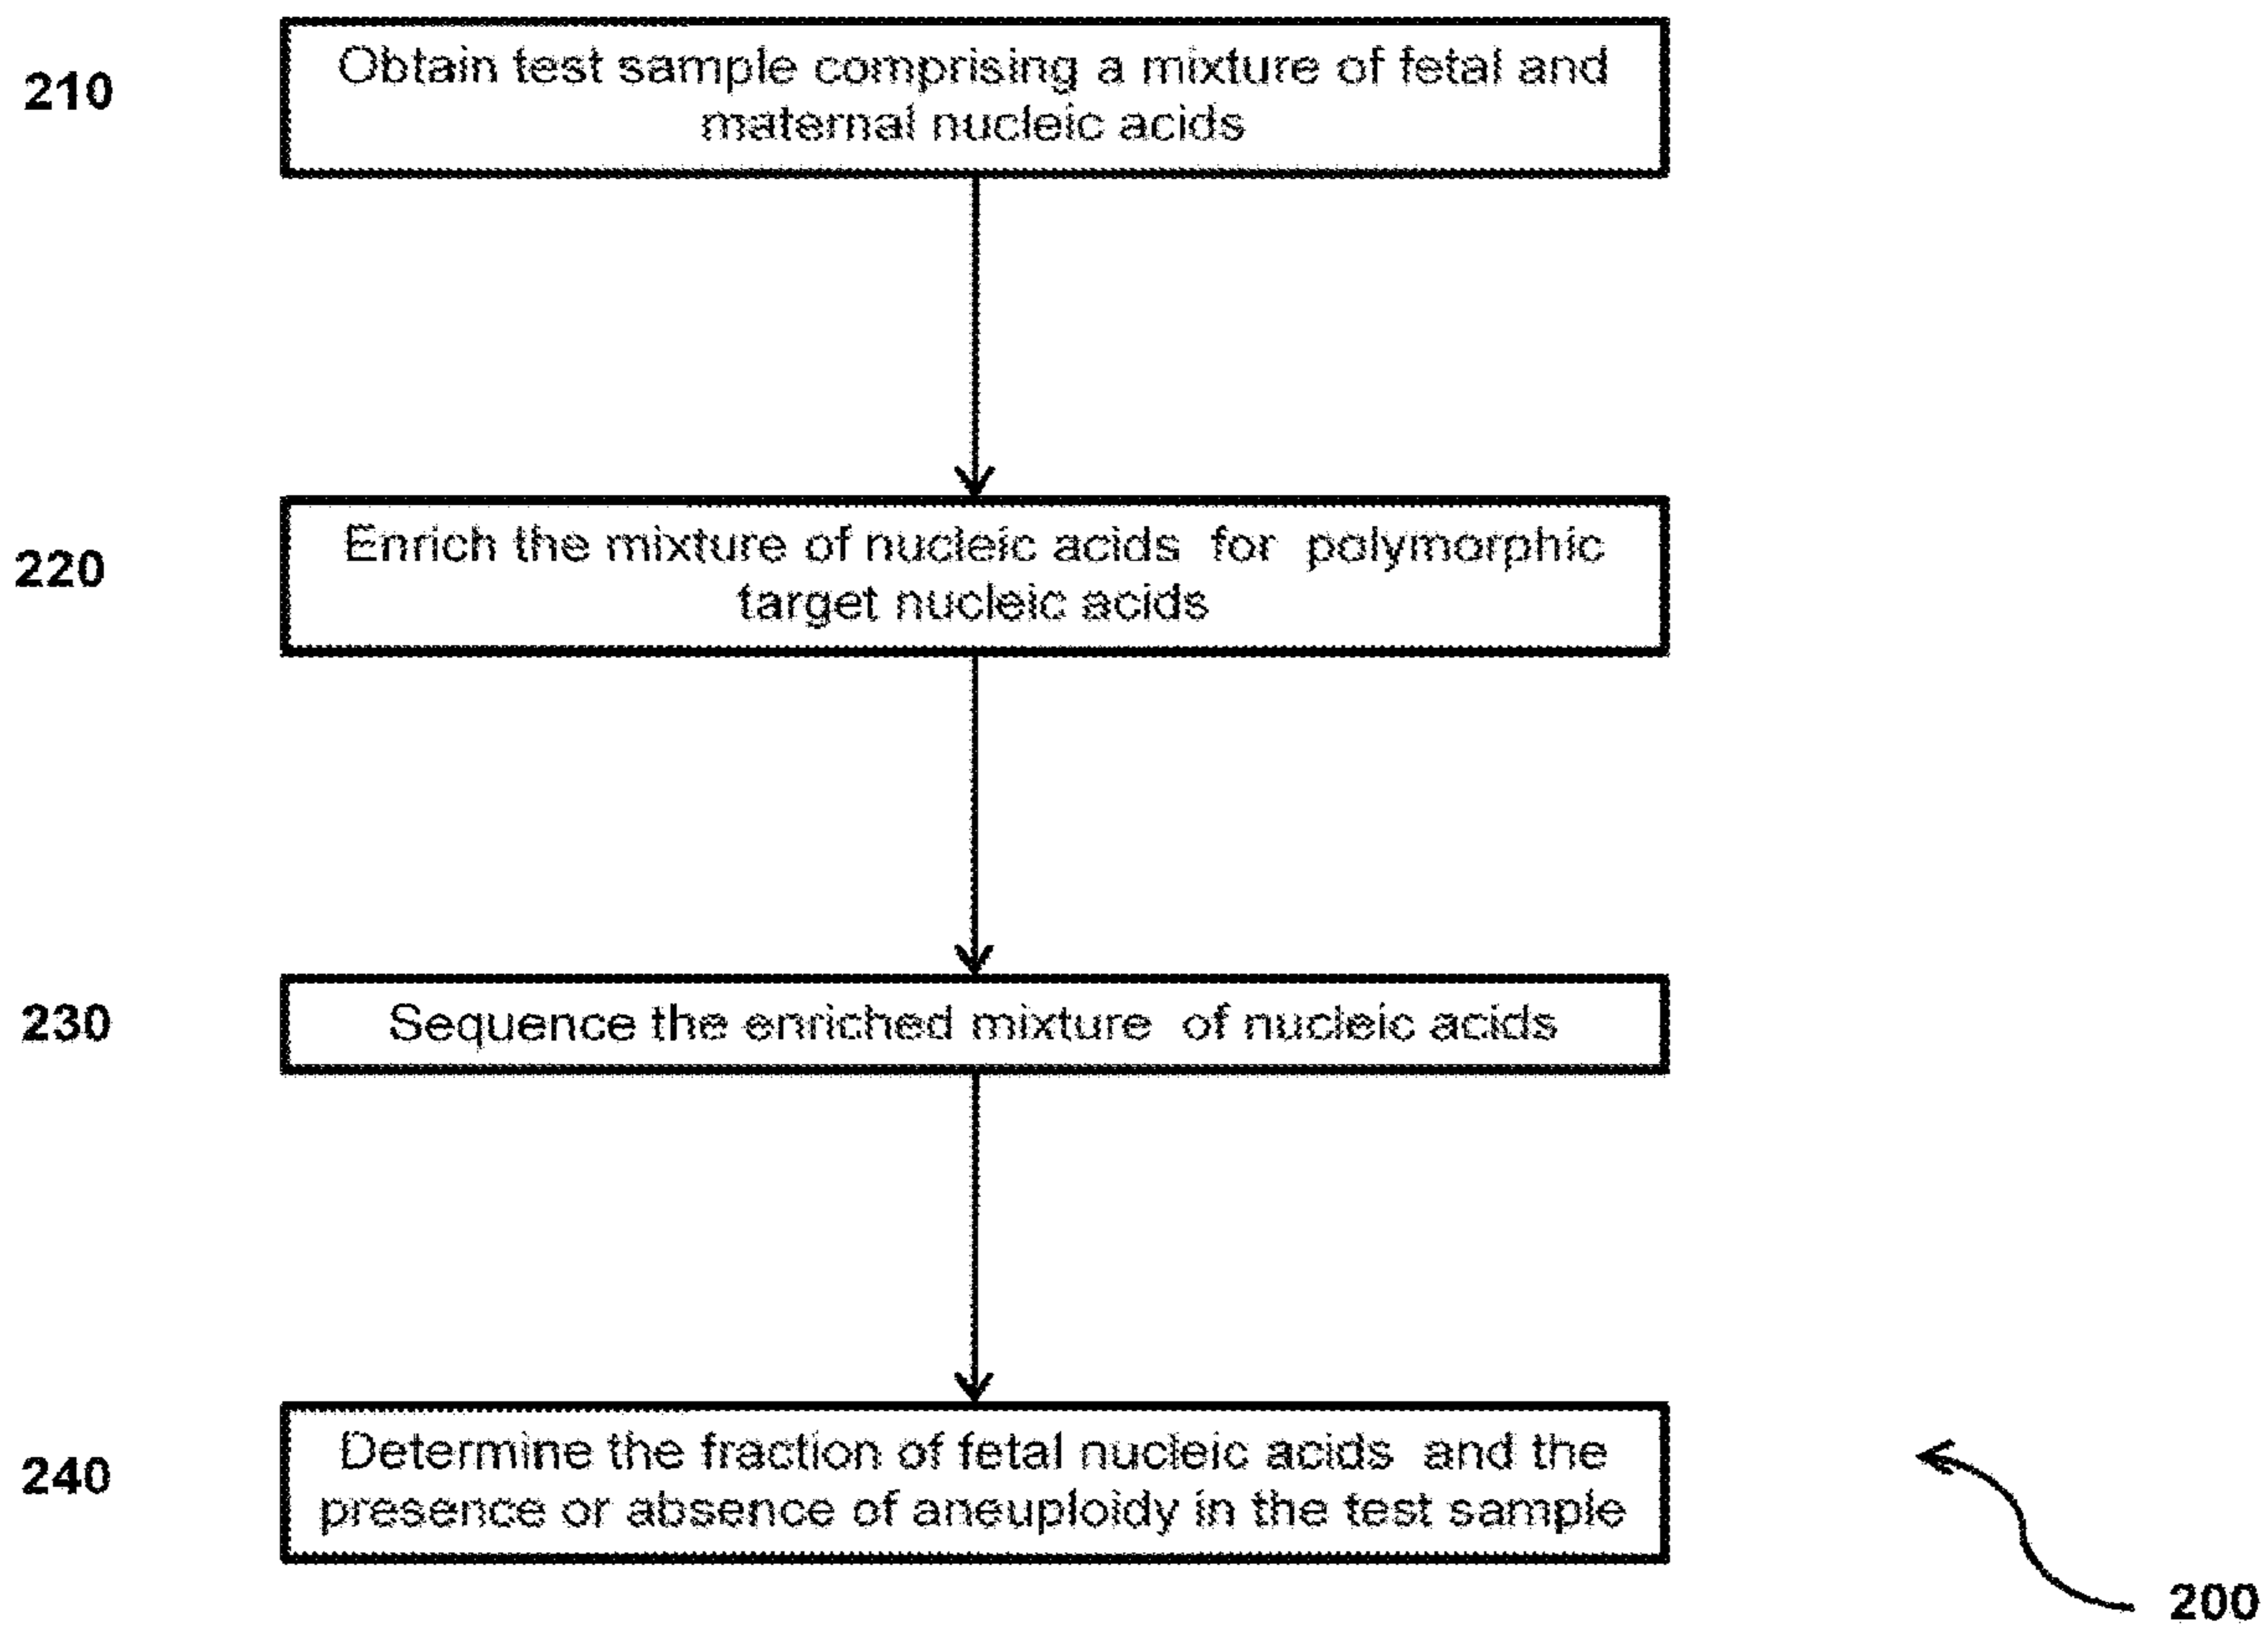 210
Obtain test sample comprising a mixture of fetal and
maternal nucleic acids
220
Enrich the mixture of nucleic acids for polymorphic
target nucleic acids
230
Sequence the enriched mixture of nucleic acids
240
Determine the fraction of fetal nucleic acids and the
presence or absence of aneuploidy in the test sample
200